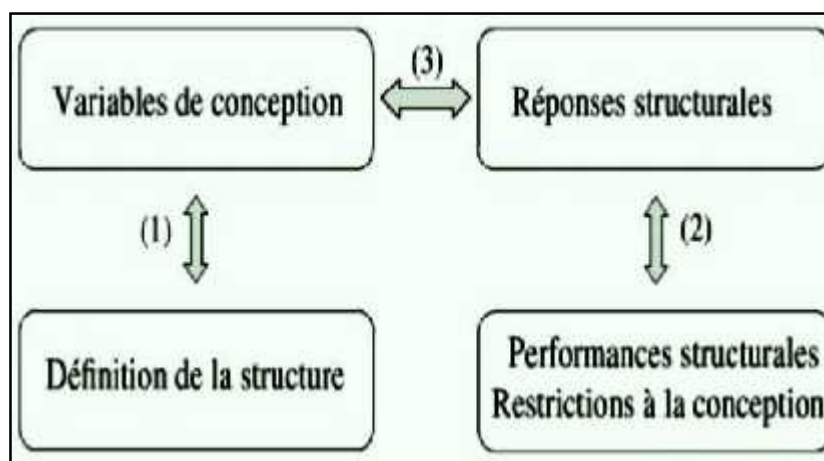 Variables de conception
(3)
Réponses structurales
(1)
(2)
Définition de la structure
Performances structurales
Restrictions à la conception